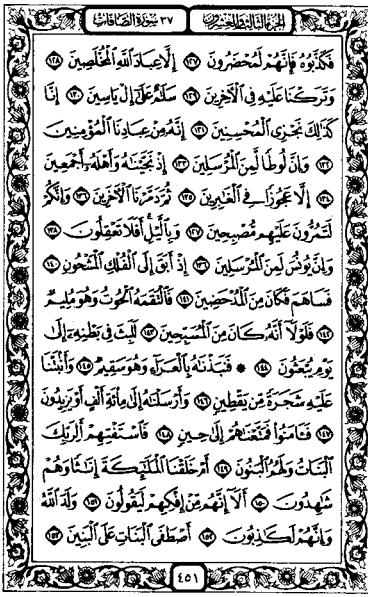 الجزء الثالث والعشرون ٣٧ سورة الصافات
فَكَذَّبُوهُ فَإِنَّهُمْ لَمُحْضَرُونَ ١٢٧ إِلَّا عِبَادَ اللَّهِ الْمُخْلَصِينَ ١٢٨
وَتَرَكْنَا عَلَيْهِ فِي الْآخِرِينَ ١٢٩ سَلَامٌ عَلَىٰ إِلْ يَاسِينَ ١٣٠ إِنَّا
كَذَٰلِكَ نَجْزِي الْمُحْسِنِينَ ١٣١ إِنَّهُ مِنْ عِبَادِنَا الْمُؤْمِنِينَ
١٣٢ وَإِنَّ لُوطًا لَمِنَ الْمُرْسَلِينَ ١٣٣ إِذْ نَجَّيْنَاهُ وَأَهْلَهُ أَجْمَعِينَ
١٣٤ إِلَّا عَجُوزًا فِي الْغَابِرِينَ ١٣٥ ثُمَّ دَمَّرْنَا الْآخَرِينَ ١٣٦ وَإِنَّكُمْ
لَتَمُرُّونَ عَلَيْهِمْ مُصْبِحِينَ ١٣٧ وَبِاللَّيْلِ أَفَلَا تَعْقِلُونَ ١٣٨
وَإِنَّ يُونُسَ لَمِنَ الْمُرْسَلِينَ ١٣٩ إِذْ أَبَقَ إِلَى الْفُلْكِ الْمَشْحُونِ ١٤٠
فَسَاهَمَ فَكَانَ مِنَ الْمُدْحَضِينَ ١٤١ فَالْتَقَمَهُ الْحُوتُ وَهُوَ مُلِيمٌ
١٤٢ فَلَوْلَا أَنَّهُ كَانَ مِنَ الْمُسَبِّحِينَ ١٤٣ لَلَبِثَ فِي بَطْنِهِ إِلَىٰ
يَوْمِ يُبْعَثُونَ ١٤٤ * فَنَبَذْنَاهُ بِالْعَرَاءِ وَهُوَ سَقِيمٌ ١٤٥ وَأَنْبَتْنَا
عَلَيْهِ شَجَرَةً مِنْ يَقْطِينٍ ١٤٦ وَأَرْسَلْنَاهُ إِلَىٰ مِائَةِ أَلْفٍ أَوْ يَزِيدُونَ
١٤٧ فَآمَنُوا فَمَتَّعْنَاهُمْ إِلَىٰ حِينٍ ١٤٨ فَاسْتَفْتِهِمْ أَلِرَبِّكَ
الْبَنَاتُ وَلَهُمُ الْبَنُونَ ١٤٩ أَمْ خَلَقْنَا الْمَلَائِكَةَ إِنَاثًا وَهُمْ
شَاهِدُونَ ١٥٠ أَلَا إِنَّهُمْ مِنْ إِفْكِهِمْ لَيَقُولُونَ ١٥١ وَلَدَ اللَّهُ
وَإِنَّهُمْ لَكَاذِبُونَ ١٥٢ أَصْطَفَى الْبَنَاتِ عَلَى الْبَنِينَ ١٥٣
٤٥١